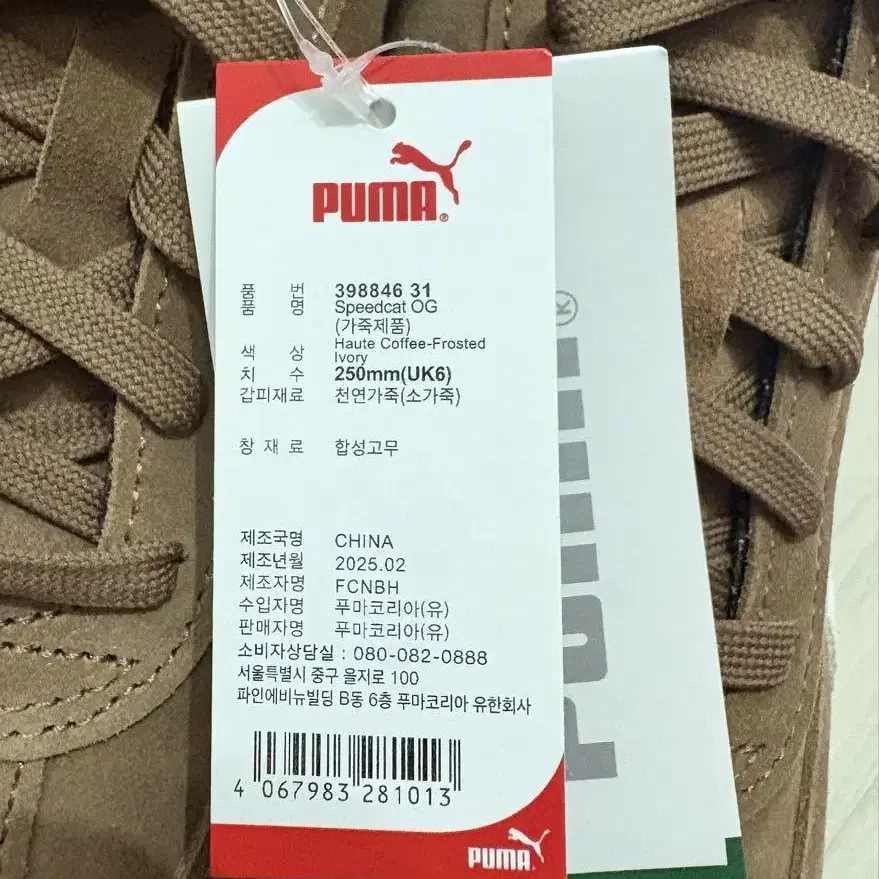 PUMA®
품 번 398846 31
품 명 Speedcat OG
(가죽제품)
색 상 Haute Coffee-Frosted
Ivory
치 수 250mm(UK6)
갑피재료 천연가죽(소가죽)
창 재 료 합성고무
제조국명 CHINA
제조년월 2025.02
제조자명 FCNBH
수입자명 푸마코리아(유)
판매자명 푸마코리아(유)
소비자상담실 : 080-082-0888
서울특별시 중구 을지로 100
파인에비뉴빌딩 B동 6층 푸마코리아 유한회사
4 067983 281013
PUMA
PUMA®